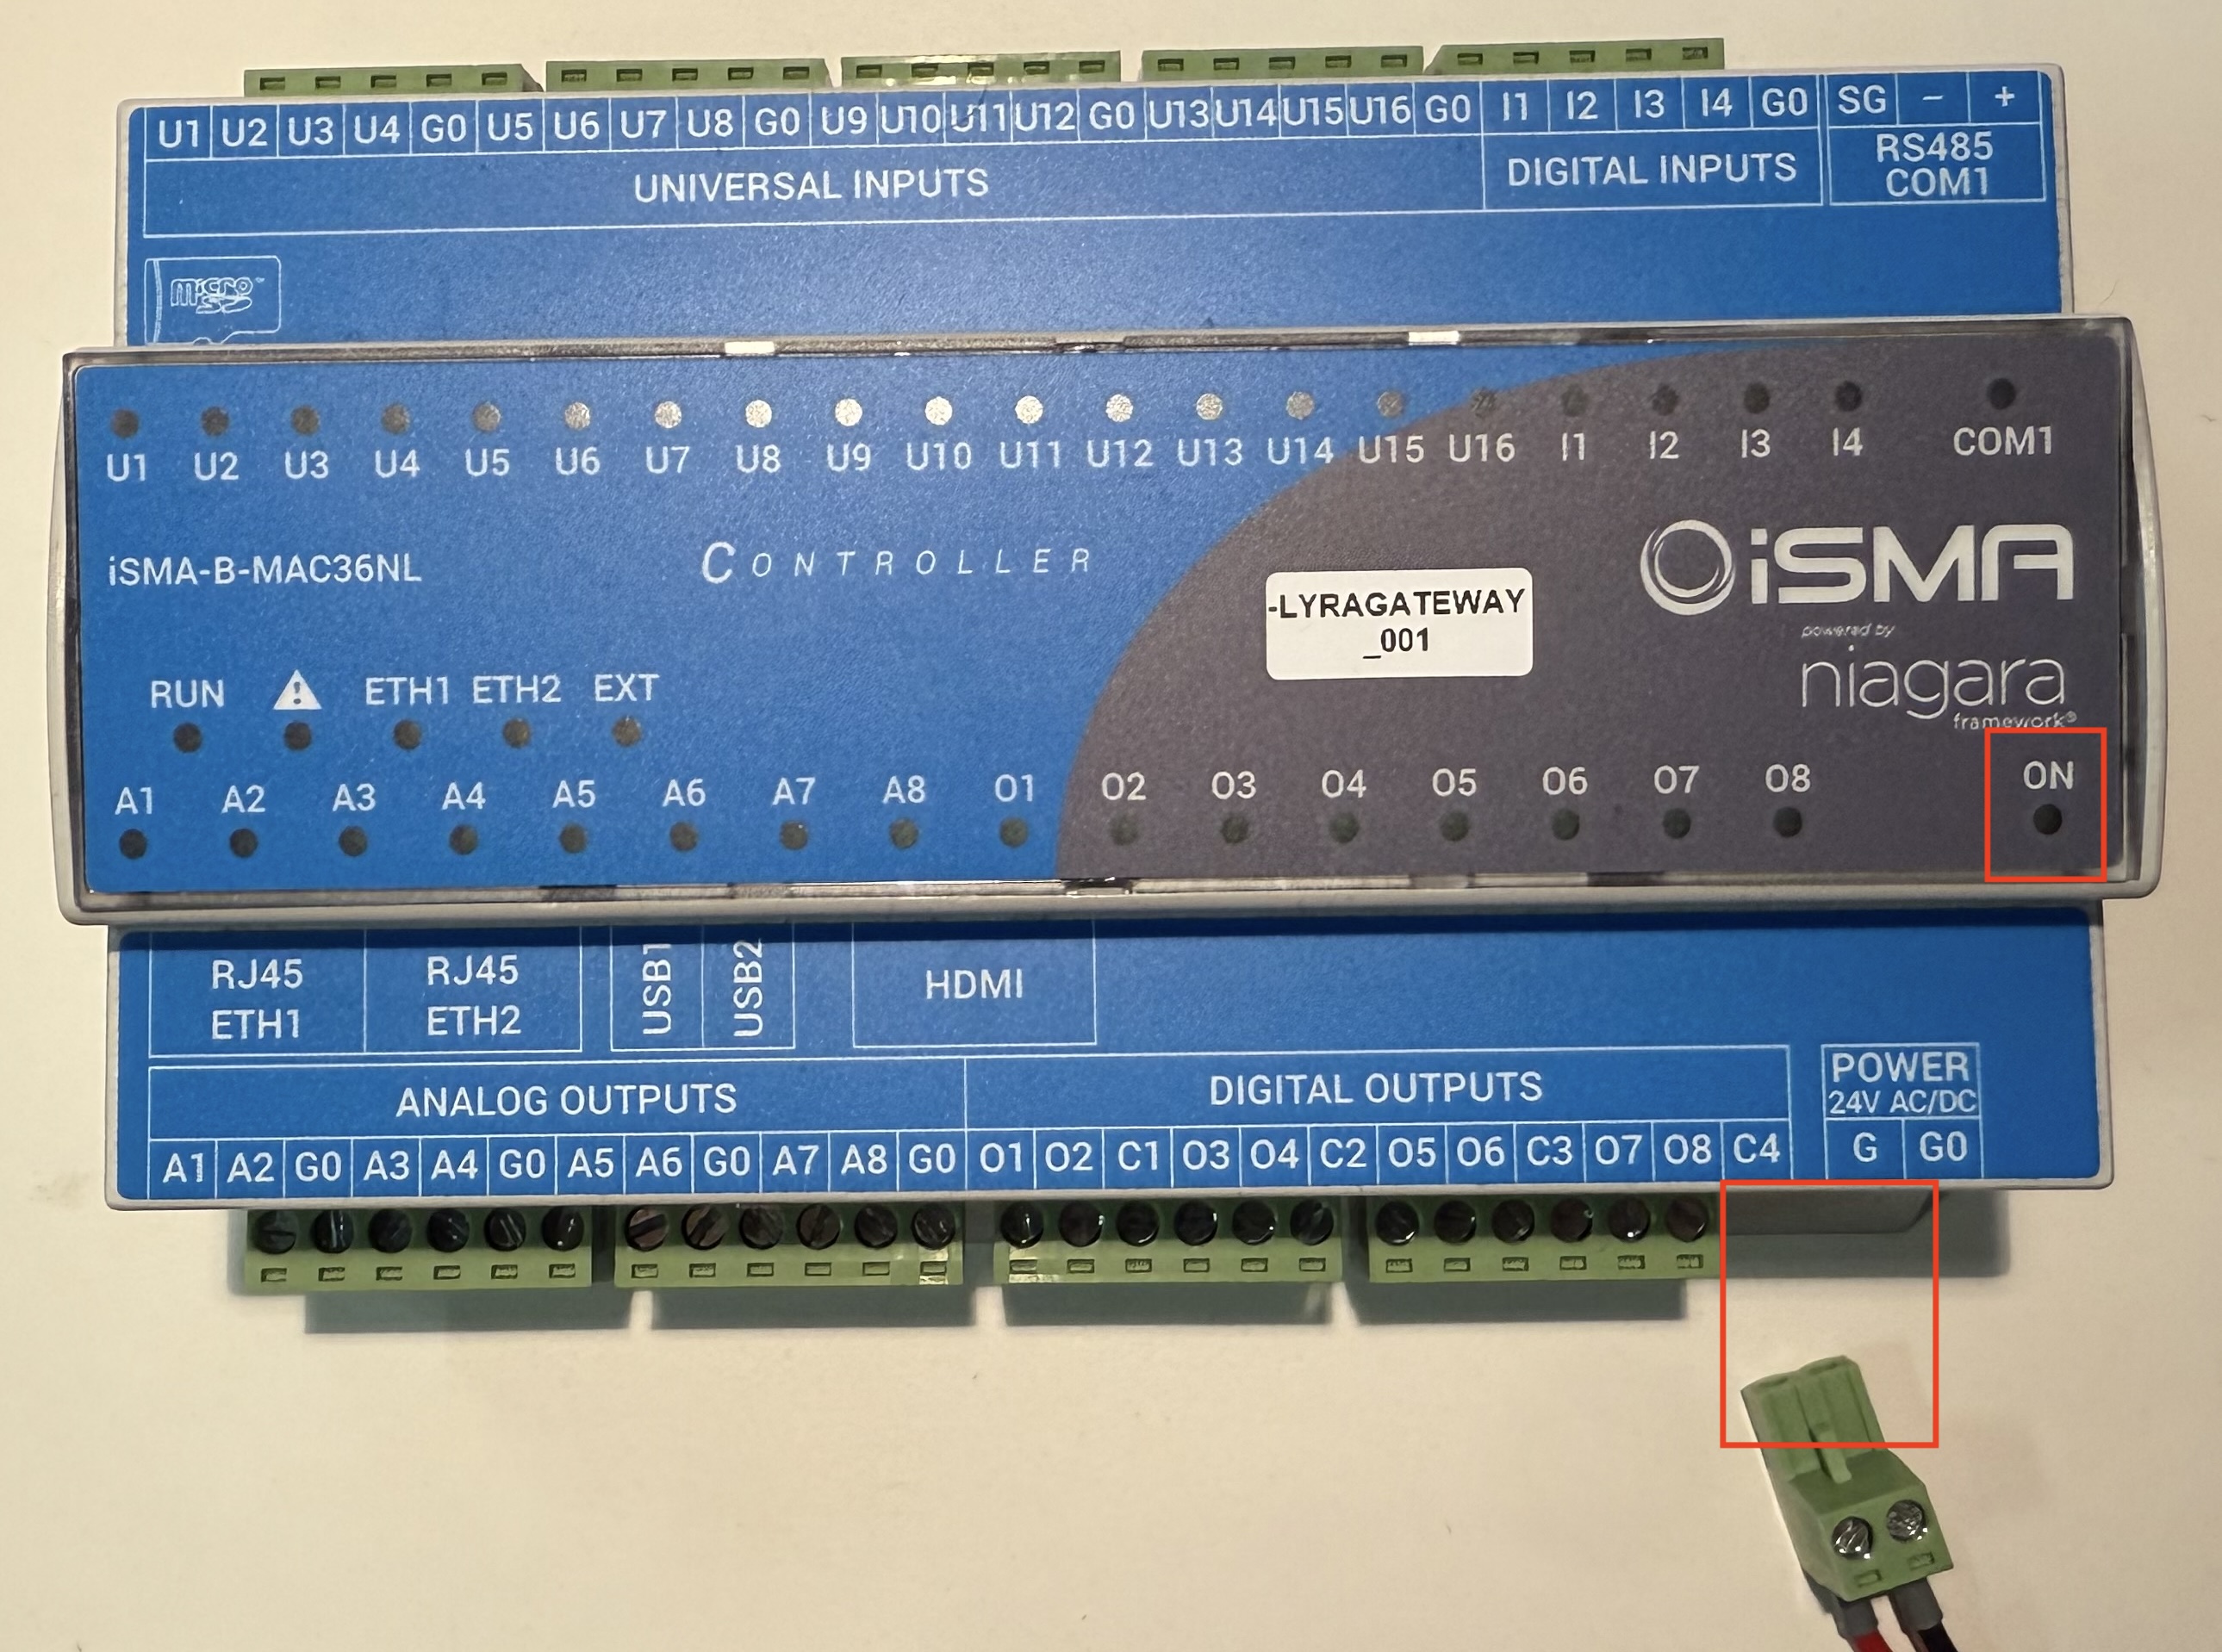 U1 U2 U3 U4 G0 U5 U6 U7 U8 G0 U9 U10 U11 U12 G0 U13 U14 U15 U16 G0 I1 I2 I3 I4 G0 SG − +
UNIVERSAL INPUTS
DIGITAL INPUTS
RS485
COM1
micro
SD
U1 U2 U3 U4 U5 U6 U7 U8 U9 U10 U11 U12 U13 U14 U15 U16 I1 I2 I3 I4 COM1
iSMA-B-MAC36NL
CONTROLLER
-LYRAGATEWAY
_001
iSMA
powered by
niagara
framework®
RUN ETH1 ETH2 EXT
A1 A2 A3 A4 A5 A6 A7 A8 O1 O2 O3 O4 O5 O6 O7 O8 ON
RJ45
ETH1
RJ45
ETH2
USB1
USB2
HDMI
ANALOG OUTPUTS
DIGITAL OUTPUTS
POWER
24V AC/DC
A1 A2 G0 A3 A4 G0 A5 A6 G0 A7 A8 G0 O1 O2 C1 O3 O4 C2 O5 O6 C3 O7 O8 C4 G G0